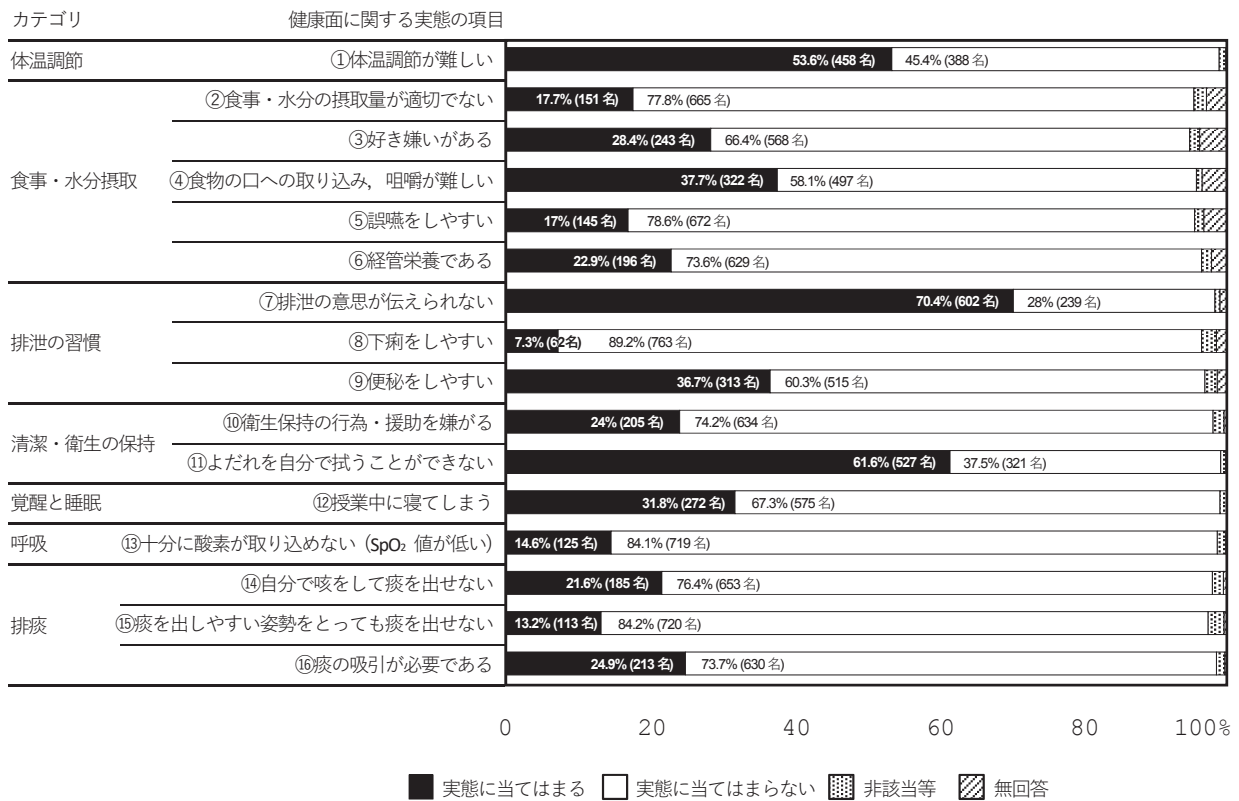 カテゴリ 健康面に関する実態の項目
体温調節 ①体温調節が難しい 53.6% (458 名) 45.4% (388 名)
②食事・水分の摂取量が適切でない 17.7% (151 名) 77.8% (665 名)
③好き嫌いがある 28.4% (243 名) 66.4% (568 名)
食事・水分摂取 ④食物の口への取り込み，咀嚼が難しい 37.7% (322 名) 58.1% (497 名)
⑤誤嚥をしやすい 17% (145 名) 78.6% (672 名)
⑥経管栄養である 22.9% (196 名) 73.6% (629 名)
⑦排泄の意思が伝えられない 70.4% (602 名) 28% (239 名)
排泄の習慣 ⑧下痢をしやすい 7.3% (62名) 89.2% (763 名)
⑨便秘をしやすい 36.7% (313 名) 60.3% (515 名)
⑩衛生保持の行為・援助を嫌がる 24% (205 名) 74.2% (634 名)
清潔・衛生の保持
⑪よだれを自分で拭うことができない 61.6% (527 名) 37.5% (321 名)
覚醒と睡眠 ⑫授業中に寝てしまう 31.8% (272 名) 67.3% (575 名)
呼吸 ⑬十分に酸素が取り込めない（SpO₂ 値が低い） 14.6% (125 名) 84.1% (719 名)
⑭自分で咳をして痰を出せない 21.6% (185 名) 76.4% (653 名)
排痰 ⑮痰を出しやすい姿勢をとっても痰を出せない 13.2% (113 名) 84.2% (720 名)
⑯痰の吸引が必要である 24.9% (213 名) 73.7% (630 名)
0 20 40 60 80 100%
実態に当てはまる 実態に当てはまらない 非該当等 無回答